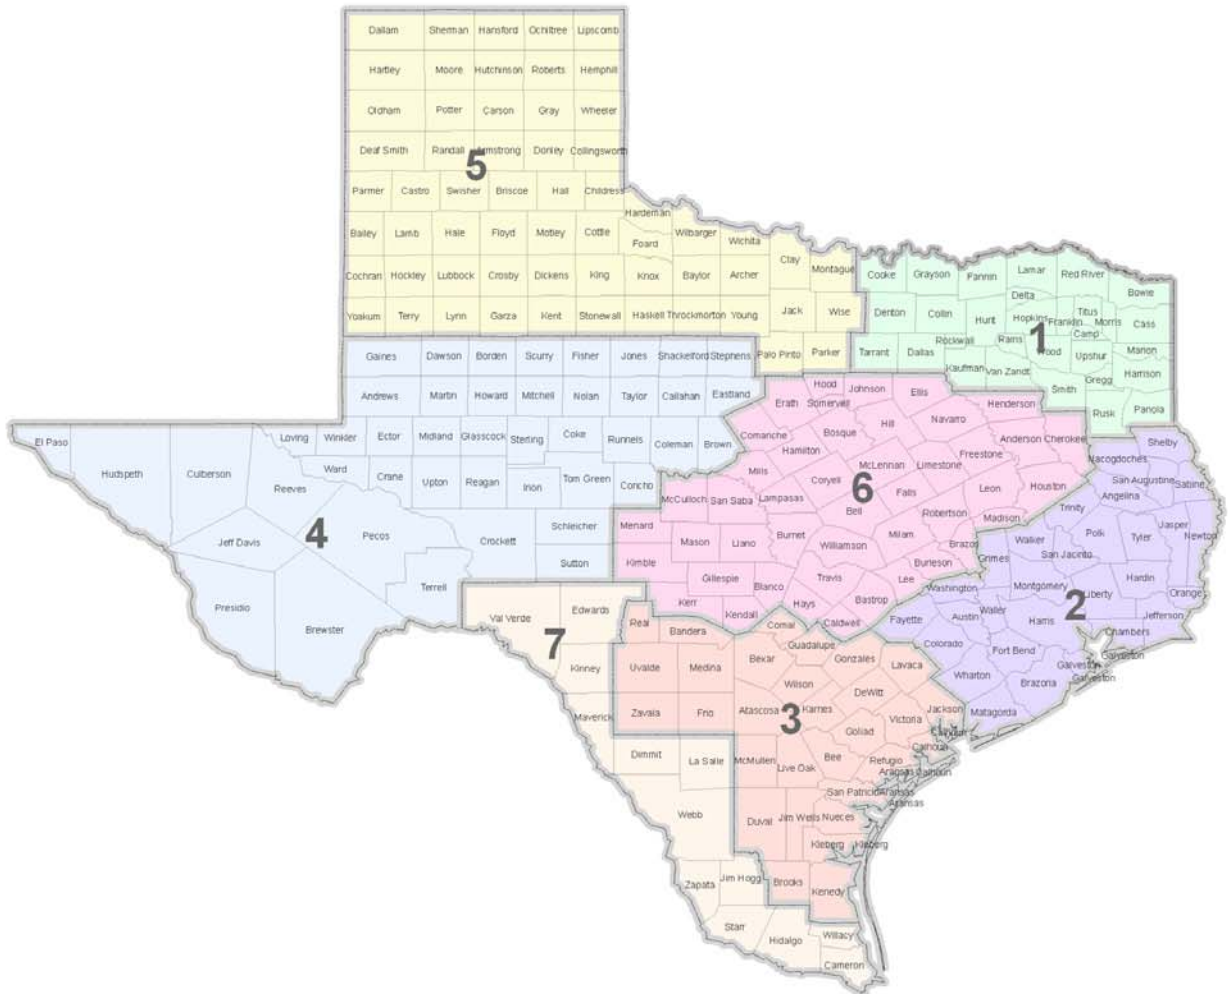 Dallam Sherman Hansford Ochiltree Lipscomb
Hartley Moore Hutchinson Roberts Hemphill
Oldham Potter Carson Gray Wheeler
Deaf Smith Randall Armstrong Donley Collingsworth
5
Parmer Castro Swisher Briscoe Hall Childress
Hardeman
Bailey Lamb Hale Floyd Motley Cottle Foard Wilbarger Wichita
Clay Montague
Cochran Hockley Lubbock Crosby Dickens King Knox Baylor Archer
Yoakum Terry Lynn Garza Kent Stonewall Haskell Throckmorton Young Jack Wise
Palo Pinto Parker
Cooke Grayson Fannin Lamar Red River
Delta Bowie
Denton Collin Hunt Hopkins Franklin Titus Morris Cass
Camp
1
Rockwall Rains Wood Upshur Marion
Tarrant Dallas Kaufman Van Zandt Smith Gregg Harrison
Rusk Panola
Gaines Dawson Borden Scurry Fisher Jones Shackelford Stephens
Andrews Martin Howard Mitchell Nolan Taylor Callahan Eastland
El Paso Hudspeth Culberson Loving Winkler Ector Midland Glasscock Sterling Coke Runnels Coleman Brown
Reeves Ward Crane Upton Reagan Irion Tom Green Concho
4
Jeff Davis Pecos Crockett Schleicher
Sutton
Presidio Brewster Terrell
Hood Johnson Ellis
Erath Somervell Hill Navarro Henderson
Comanche Bosque Anderson Cherokee
Hamilton Freestone
Mills McLennan Limestone
6
McCulloch San Saba Lampasas Coryell Falls Leon Houston
Bell Robertson Madison
Menard Mason Llano Burnet Williamson Milam Brazos
Kimble Gillespie Blanco Travis Lee Burleson
Kerr Kendall Hays Bastrop
Caldwell
Shelby
Nacogdoches
San Augustine Sabine
Angelina
Trinity
Walker Polk Jasper
Tyler Newton
Grimes San Jacinto
Washington Montgomery Liberty Hardin Orange
2
Fayette Austin Waller Harris Jefferson
Chambers
Colorado Fort Bend Galveston
Galveston
Wharton Brazoria Galveston
Matagorda
Val Verde Edwards
7
Kinney
Maverick
Real Bandera Comal
Guadalupe
Uvalde Medina Bexar Gonzales Lavaca
Wilson DeWitt
Zavala Frio Atascosa Karnes Jackson
3
Victoria
Goliad Calhoun
Calhoun
Dimmit La Salle McMullen Live Oak Bee Refugio
Aransas Calhoun
San Patricio Aransas
Aransas
Webb Duval Jim Wells Nueces
Kleberg Kleberg
Zapata Jim Hogg Brooks Kenedy
Starr Hidalgo Willacy
Cameron